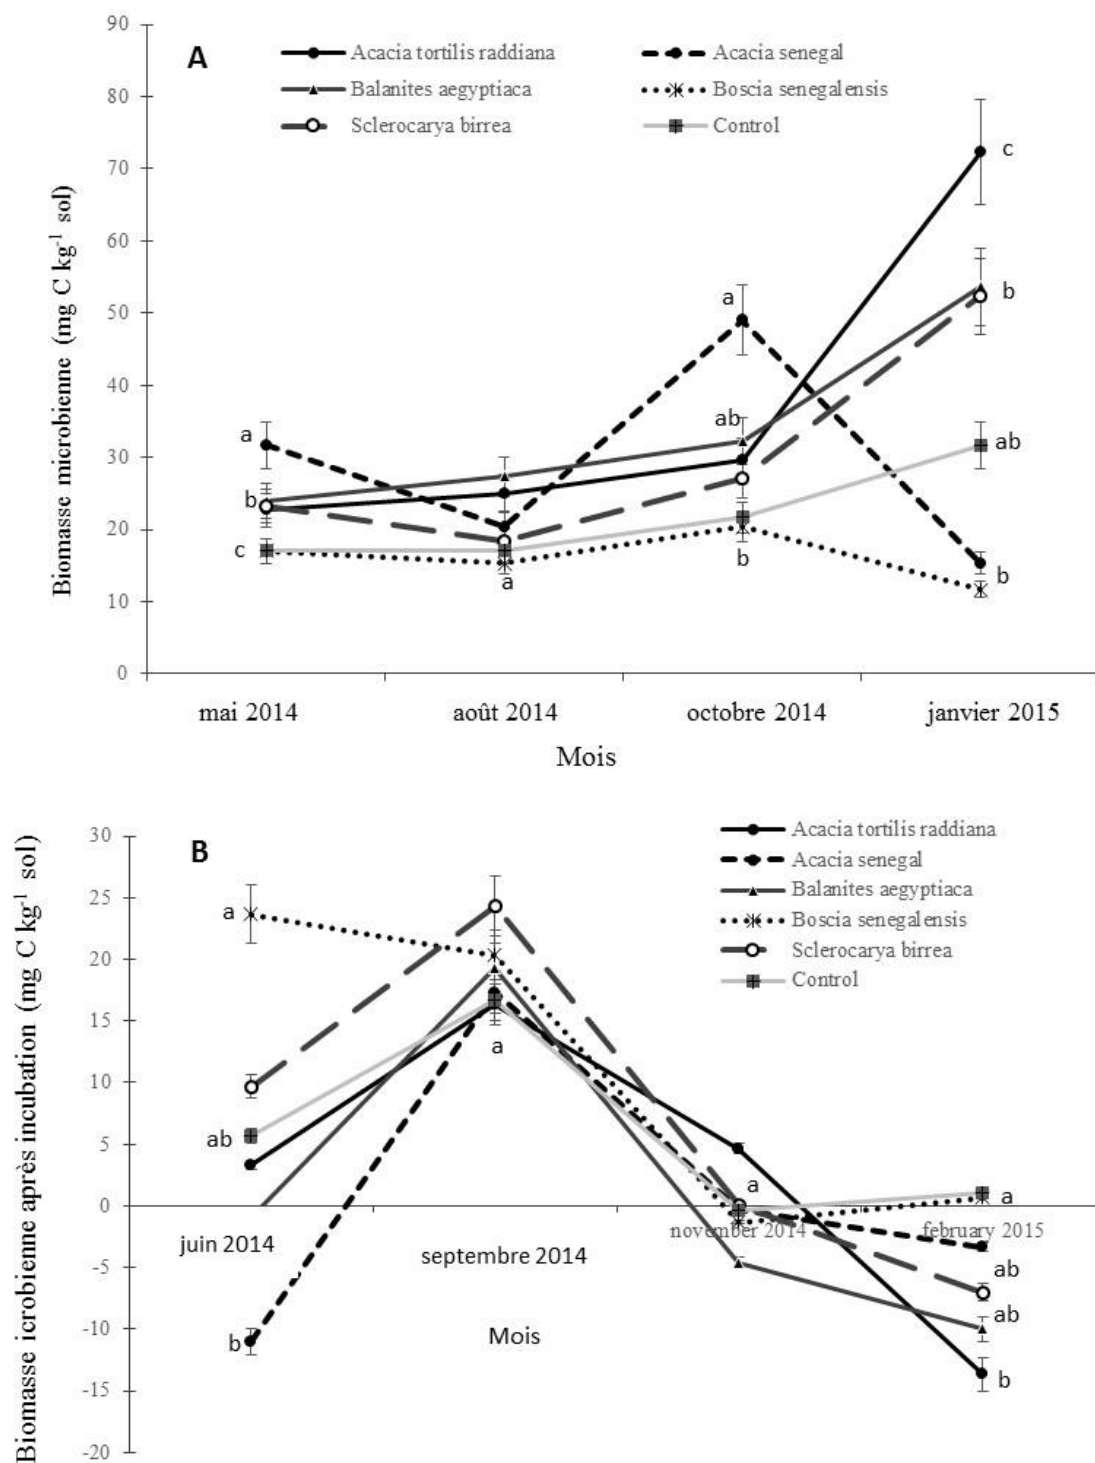 90
A
Acacia tortilis raddiana
Acacia senegal
80
Balanites aegyptiaca
Boscia senegalensis
Sclerocarya birrea
Control
70
c
60
50
a
b
40
ab
ab
30
a
b
20
c
a
b
b
10
0
Biomasse microbienne (mg C kg-1 sol)
mai 2014
août 2014
octobre 2014
janvier 2015
Mois
30
B
Acacia tortilis raddiana
Acacia senegal
Balanites aegyptiaca
Boscia senegalensis
Sclerocarya birrea
Control
25
a
20
15
a
10
ab
5
a
a
0
juin 2014
septembre 2014
november 2014
february 2015
-5
ab
ab
-10
b
Mois
b
-15
-20
Biomasse icrobienne après incubation (mg C kg-1 sol)